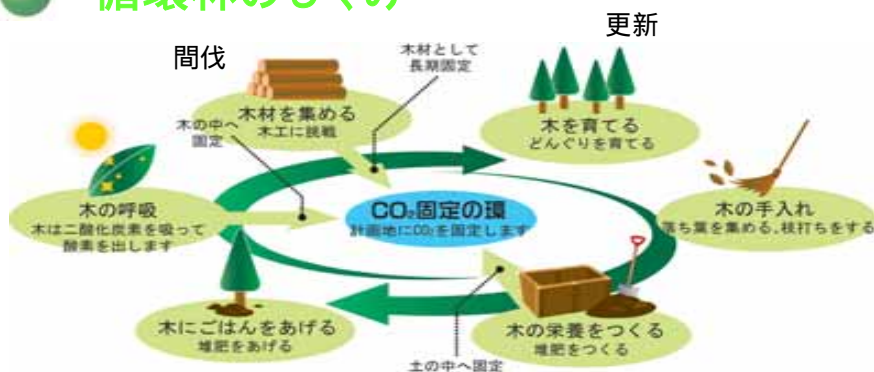 循環林のしくみ
更新
間伐
木材として
長期固定
木材を集める
木工に挑戦
木の中へ
固定
木を育てる
どんぐりを育てる
木の呼吸
木は二酸化炭素を吸って
酸素を出します
CO₂固定の環
計画地にCO₂を固定します
木の手入れ
落ち葉を集める、枝打ちをする
木にごはんをあげる
堆肥をあげる
木の栄養をつくる
堆肥をつくる
土の中へ固定